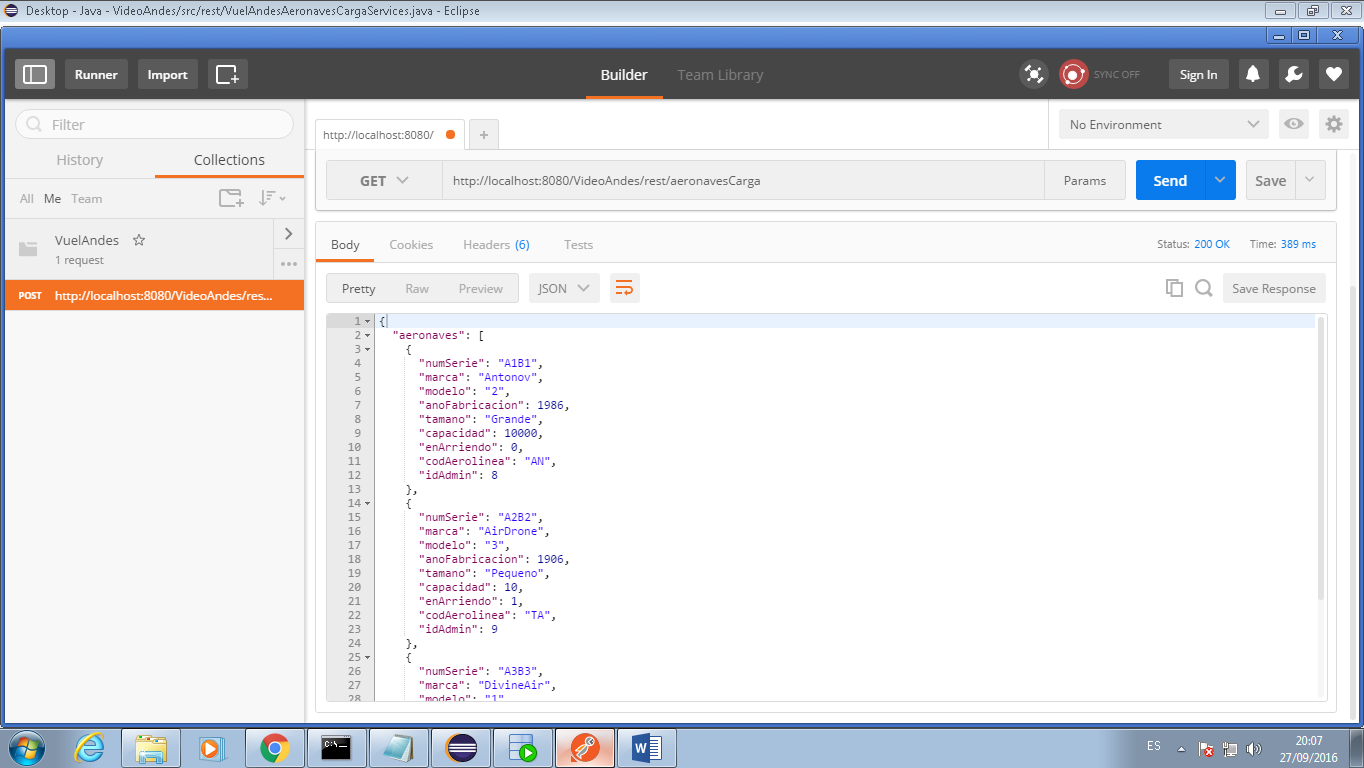 Desktop - Java - VideoAndes/src/rest/VuelAndesAeronavesCargaServices.java - Eclipse
Runner
Import
Builder
Team Library
SYNC OFF
Sign In
Filter
History
Collections
All Me Team
VuelAndes
1 request
POST http://localhost:8080/VideoAndes/res...
http://localhost:8080/
No Environment
GET
http://localhost:8080/VideoAndes/rest/aeronavesCarga
Params
Send
Save
Body
Cookies
Headers (6)
Tests
Status: 200 OK
Time: 389 ms
Pretty
Raw
Preview
JSON
Save Response
1 {
2 "aeronaves": [
3 {
4 "numSerie": "A1B1",
5 "marca": "Antonov",
6 "modelo": "2",
7 "anoFabricacion": 1986,
8 "tamano": "Grande",
9 "capacidad": 10000,
10 "enArriendo": 0,
11 "codAerolinea": "AN",
12 "idAdmin": 8
13 },
14 {
15 "numSerie": "A2B2",
16 "marca": "AirDrone",
17 "modelo": "3",
18 "anoFabricacion": 1906,
19 "tamano": "Pequeno",
20 "capacidad": 10,
21 "enArriendo": 1,
22 "codAerolinea": "TA",
23 "idAdmin": 9
24 },
25 {
26 "numSerie": "A3B3",
27 "marca": "DivineAir",
28 "modelo": "1"
ES
20:07
27/09/2016